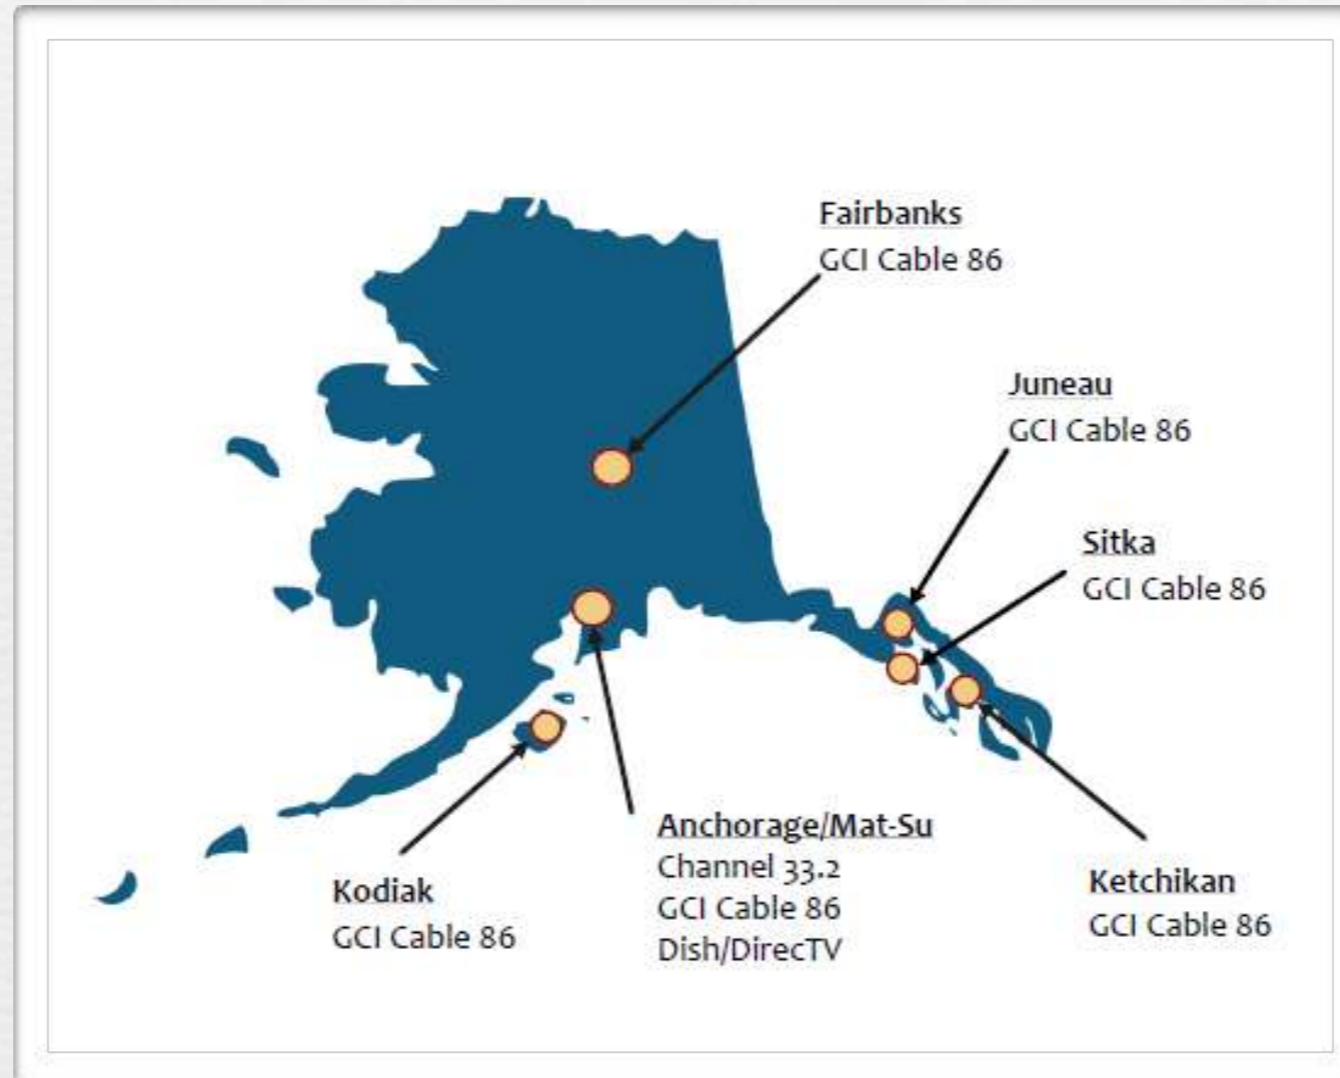 Fairbanks
GCI Cable 86
Juneau
GCI Cable 86
Sitka
GCI Cable 86
Anchorage/Mat-Su
Channel 33.2
GCI Cable 86
Dish/DirecTV
Kodiak
GCI Cable 86
Ketchikan
GCI Cable 86